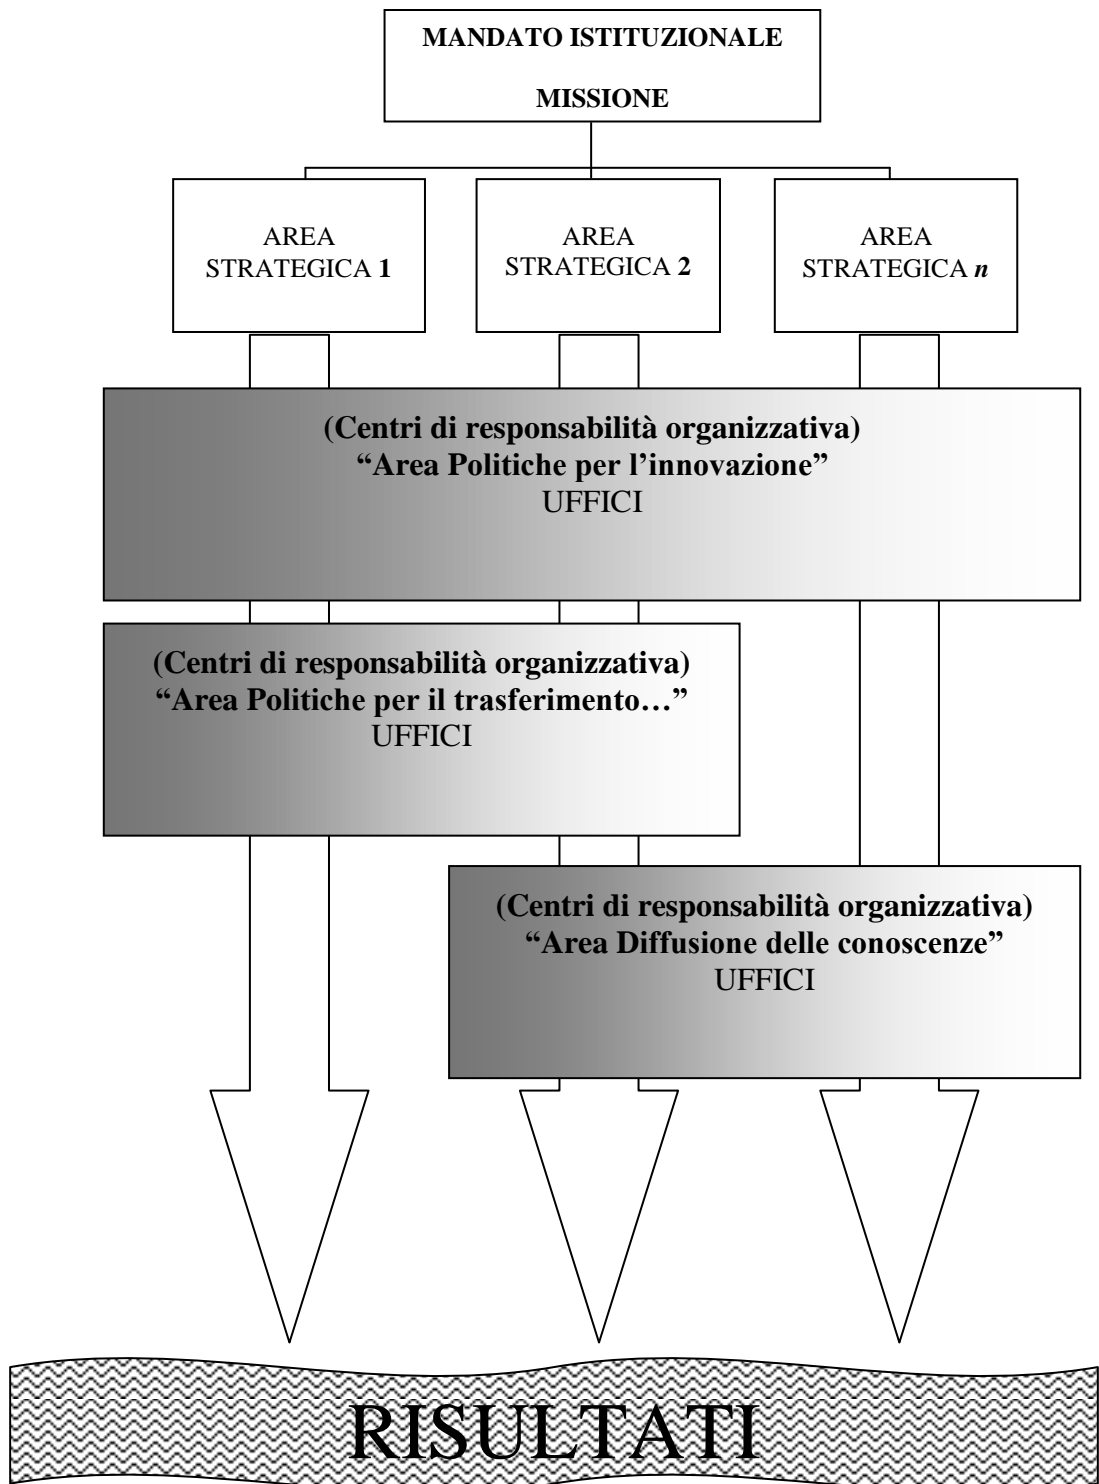 MANDATO ISTITUZIONALE
MISSIONE
AREA
STRATEGICA 1
AREA
STRATEGICA 2
AREA
STRATEGICA n
(Centri di responsabilità organizzativa)
“Area Politiche per l’innovazione”
UFFICI
(Centri di responsabilità organizzativa)
“Area Politiche per il trasferimento…”
UFFICI
(Centri di responsabilità organizzativa)
“Area Diffusione delle conoscenze”
UFFICI
RISULTATI